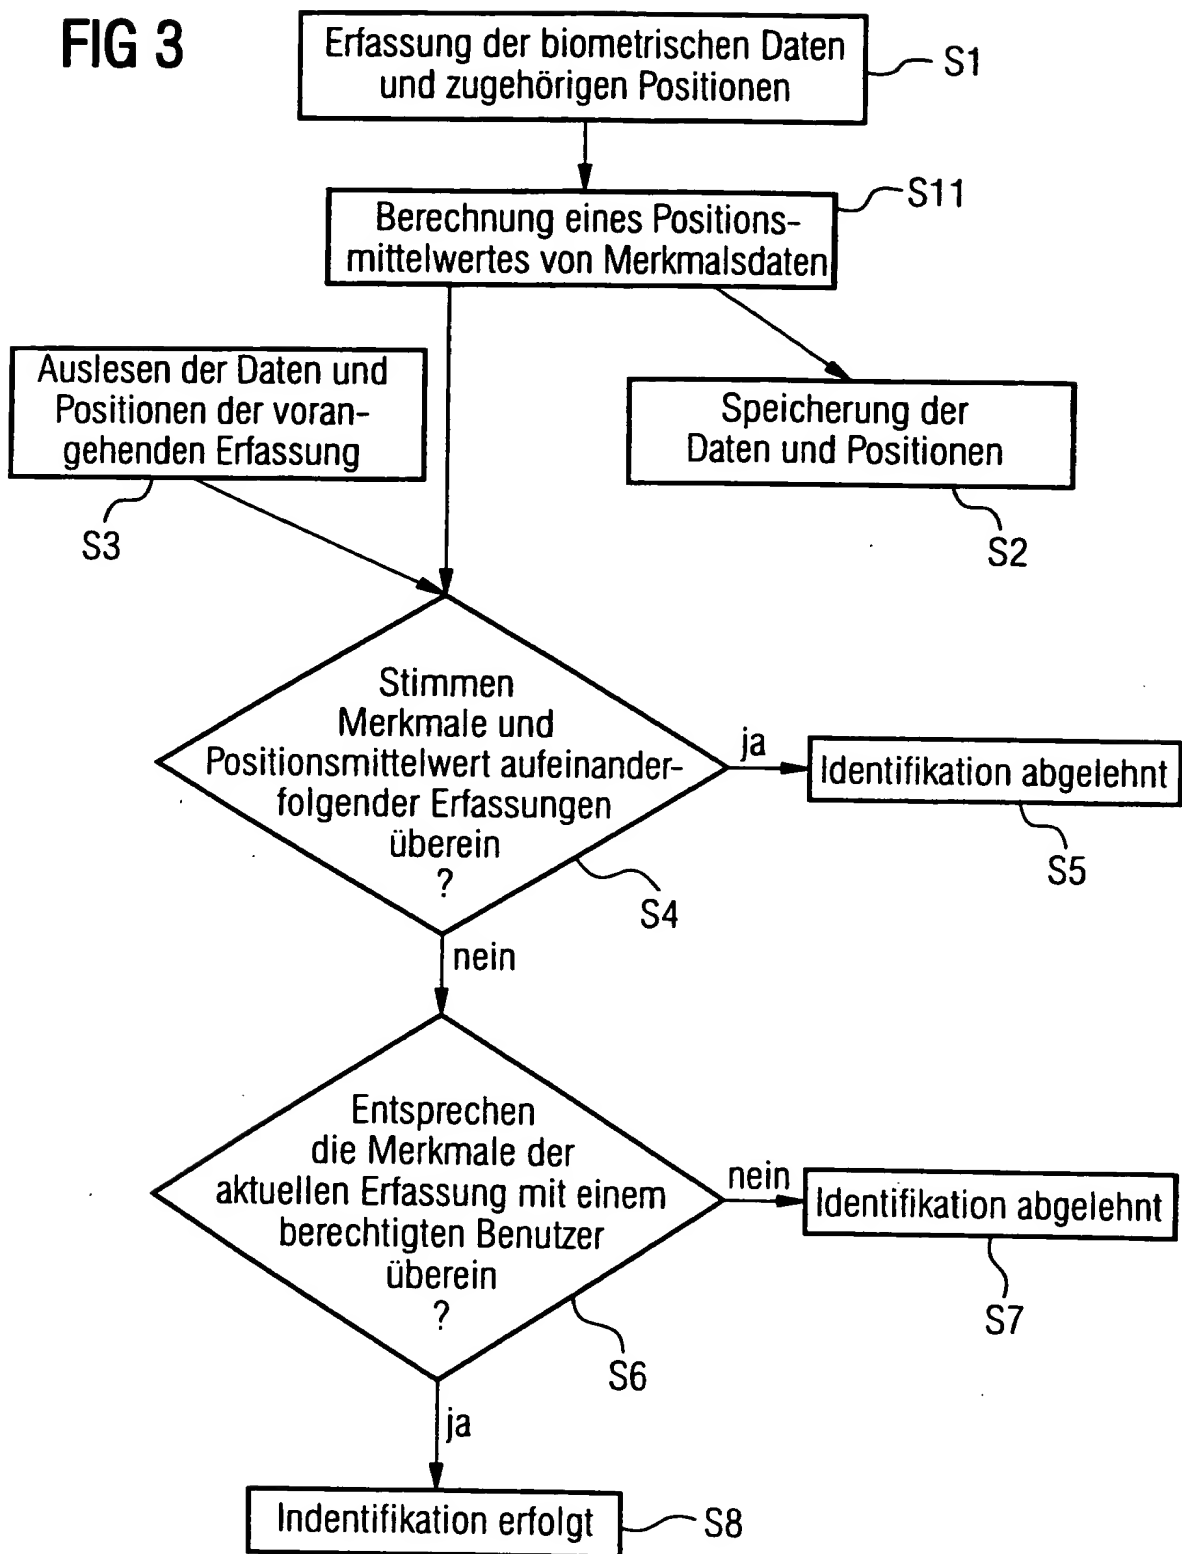 FIG 3
Erfassung der biometrischen Daten
und zugehörigen Positionen
S1
Berechnung eines Positions-
mittelwertes von Merkmalsdaten
S11
Auslesen der Daten und
Positionen der voran-
gehenden Erfassung
S3
Speicherung der
Daten und Positionen
S2
Stimmen
Merkmale und
Positionsmittelwert aufeinander-
folgender Erfassungen
überein
?
S4
ja
Identifikation abgelehnt
S5
nein
Entsprechen
die Merkmale der
aktuellen Erfassung mit einem
berechtigten Benutzer
überein
?
S6
nein
Identifikation abgelehnt
S7
ja
Indentifikation erfolgt
S8